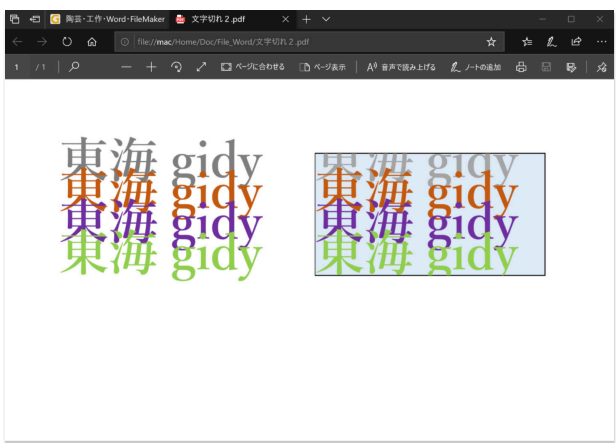 陶芸・工作・Word・FileMaker
文字切れ２.pdf
file://mac/Home/Doc/File_Word/文字切れ２.pdf
1 / 1
ページに合わせる
ページ表示
音声で読み上げる
ノートの追加
東海 gidy
東海 gidy
東海 gidy
東海 gidy
東海 gidy
東海 gidy
東海 gidy
東海 gidy